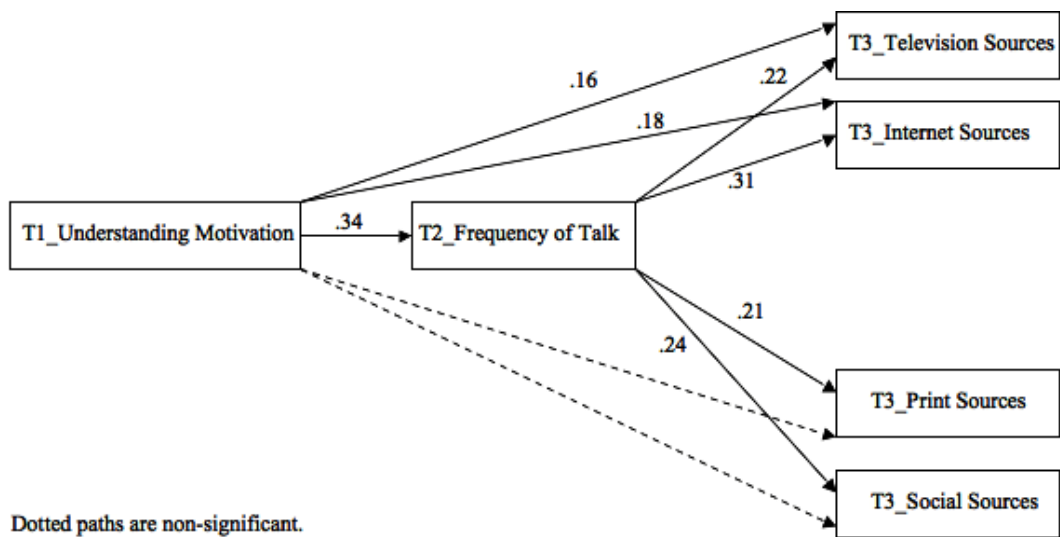 T3_Television Sources
.16
.22
.18
T3_Internet Sources
.31
T1_Understanding Motivation
.34
T2_Frequency of Talk
.21
.24
T3_Print Sources
T3_Social Sources
Dotted paths are non-significant.